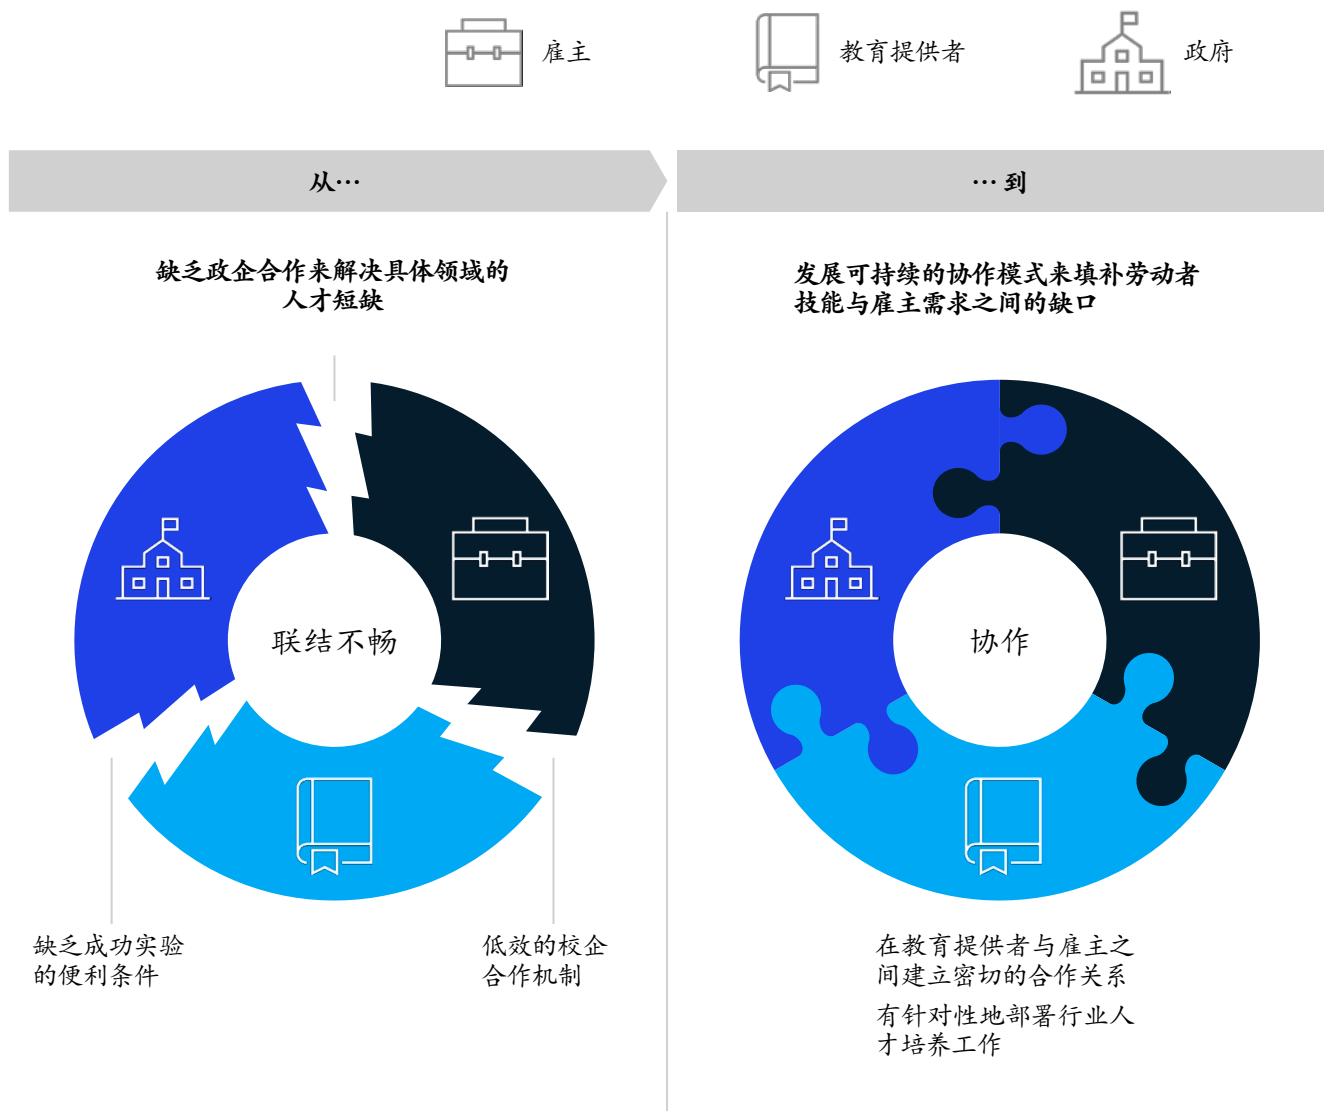 雇主
教育提供者
政府
从…
… 到
缺乏政企合作来解决具体领域的
人才短缺
发展可持续的协作模式来填补劳动者
技能与雇主需求之间的缺口
联结不畅
协作
缺乏成功实验
的便利条件
低效的校企
合作机制
在教育提供者与雇主之
间建立密切的合作关系
有针对性地部署行业人
才培养工作